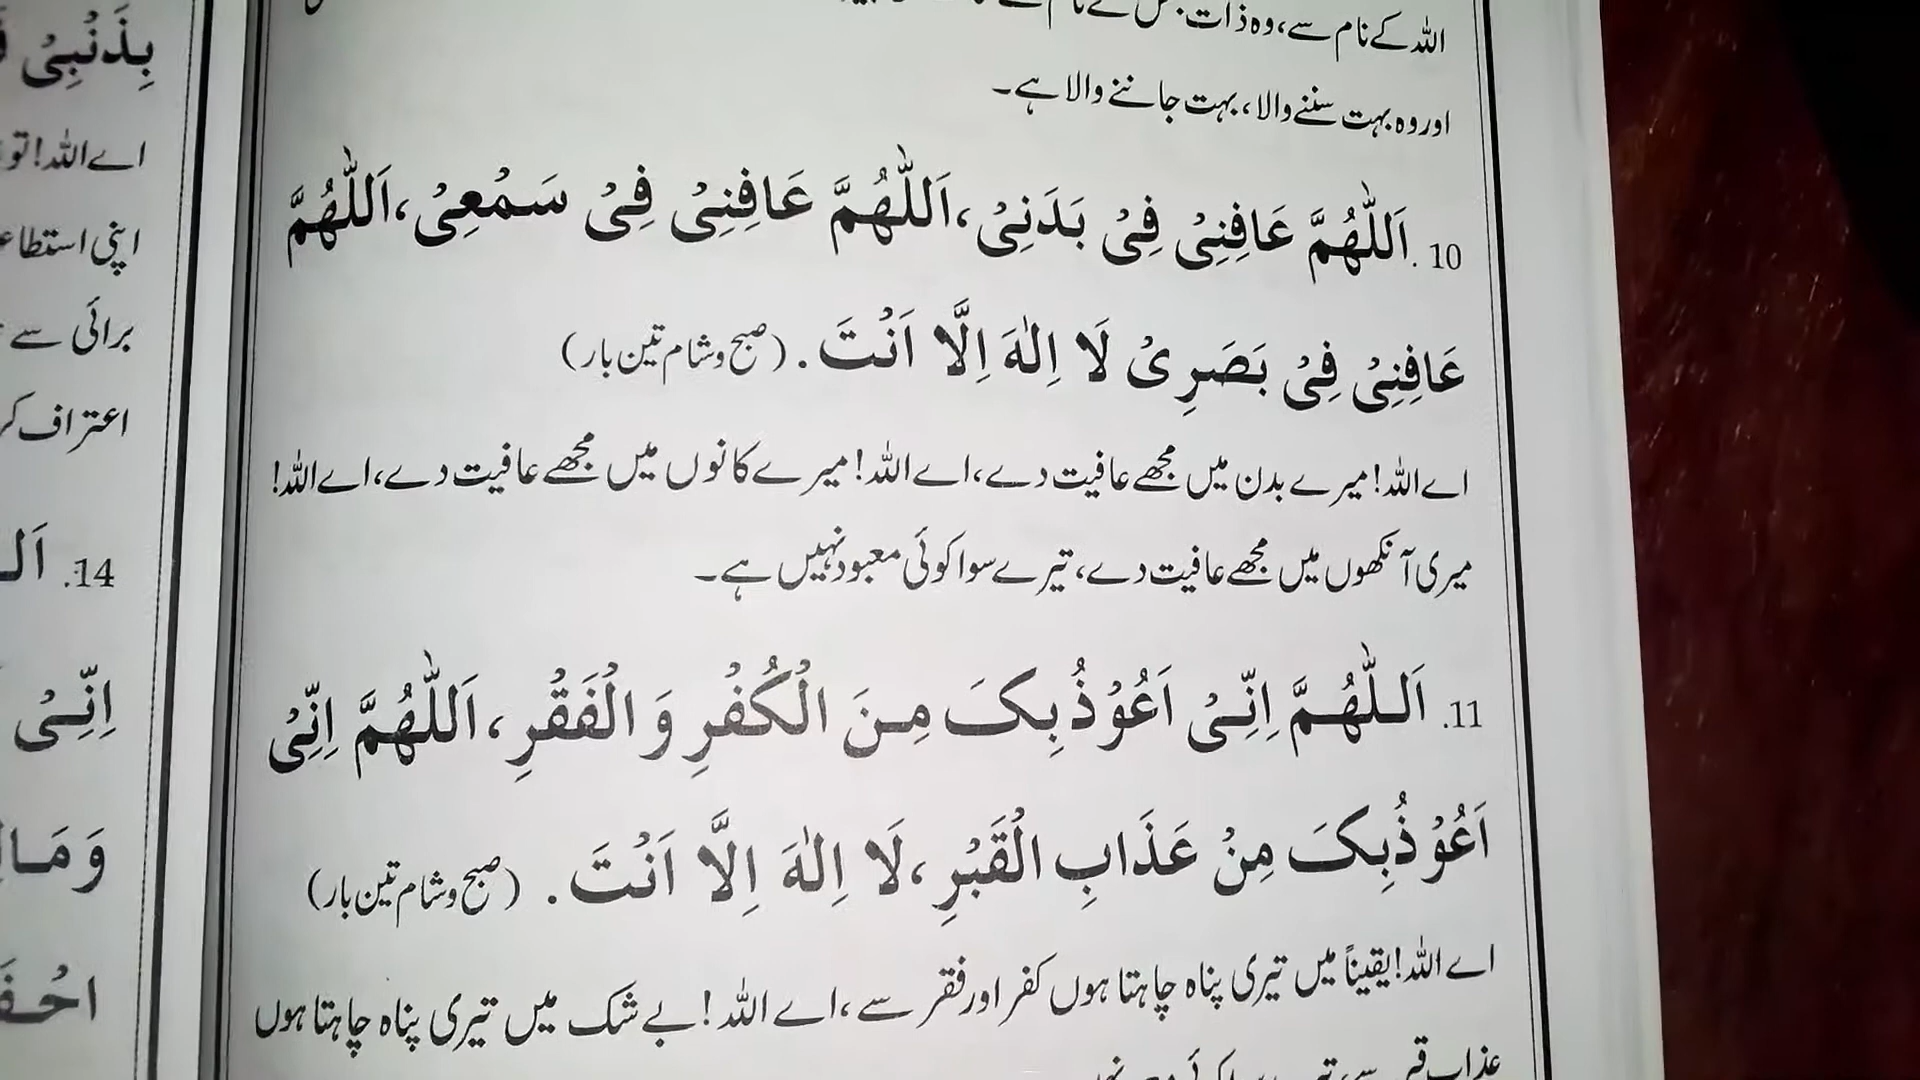 اللہ کے نام سے، وہ ذات جس کے نام کے
اور وہ بہت سننے والا، بہت جاننے والا ہے۔
10. اَللّٰهُمَّ عَافِنِیْ فِیْ بَدَنِیْ، اَللّٰهُمَّ عَافِنِیْ فِیْ سَمْعِیْ، اَللّٰهُمَّ
عَافِنِیْ فِیْ بَصَرِیْ لَا اِلٰهَ اِلَّا اَنْتَ. (صبح و شام تین بار)
اے اللہ! میرے بدن میں مجھے عافیت دے، اے اللہ! میرے کانوں میں مجھے عافیت دے، اے اللہ!
میری آنکھوں میں مجھے عافیت دے، تیرے سوا کوئی معبود نہیں ہے۔
11. اَللّٰهُمَّ اِنِّیْ اَعُوْذُ بِکَ مِنَ الْکُفْرِ وَ الْفَقْرِ، اَللّٰهُمَّ اِنِّیْ
اَعُوْذُ بِکَ مِنْ عَذَابِ الْقَبْرِ، لَا اِلٰهَ اِلَّا اَنْتَ. (صبح و شام تین بار)
اے اللہ! یقیناً میں تیری پناہ چاہتا ہوں کفر اور فقر سے، اے اللہ! بے شک میں تیری پناہ چاہتا ہوں
عذاب قبر سے،
بِذَنْبِیْ
اے اللہ! تو
اپنی
برائی سے
اعتراف
14.
اِنِّیْ